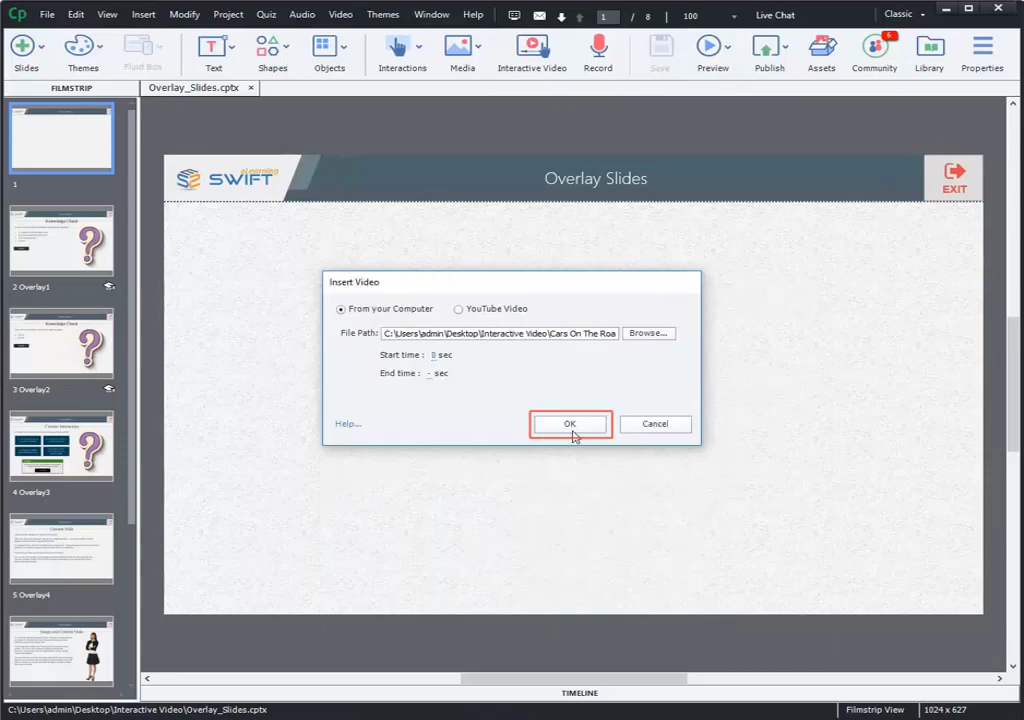 Cp File Edit View Insert Modify Project Quiz Audio Video Themes Window Help 1 / 8 100 Live Chat Classic
Slides Themes Fluid Box Text Shapes Objects Interactions Media Interactive Video Record Save Preview Publish Assets Community Library Properties
6
FILMSTRIP
Overlay_Slides.cptx ×
1
Knowledge Check
2 Overlay1
Knowledge Check
3 Overlay2
4 Overlay3
5 Overlay4
eLearning
SWIFT
Overlay Slides
EXIT
Insert Video
From your Computer YouTube Video
File Path: C:\Users\admin\Desktop\Interactive Video\Cars On The Roa Browse...
Start time : 0 sec
End time : - sec
Help... OK Cancel
TIMELINE
C:\Users\admin\Desktop\Interactive Video\Overlay_Slides.cptx Filmstrip View 1024 x 627